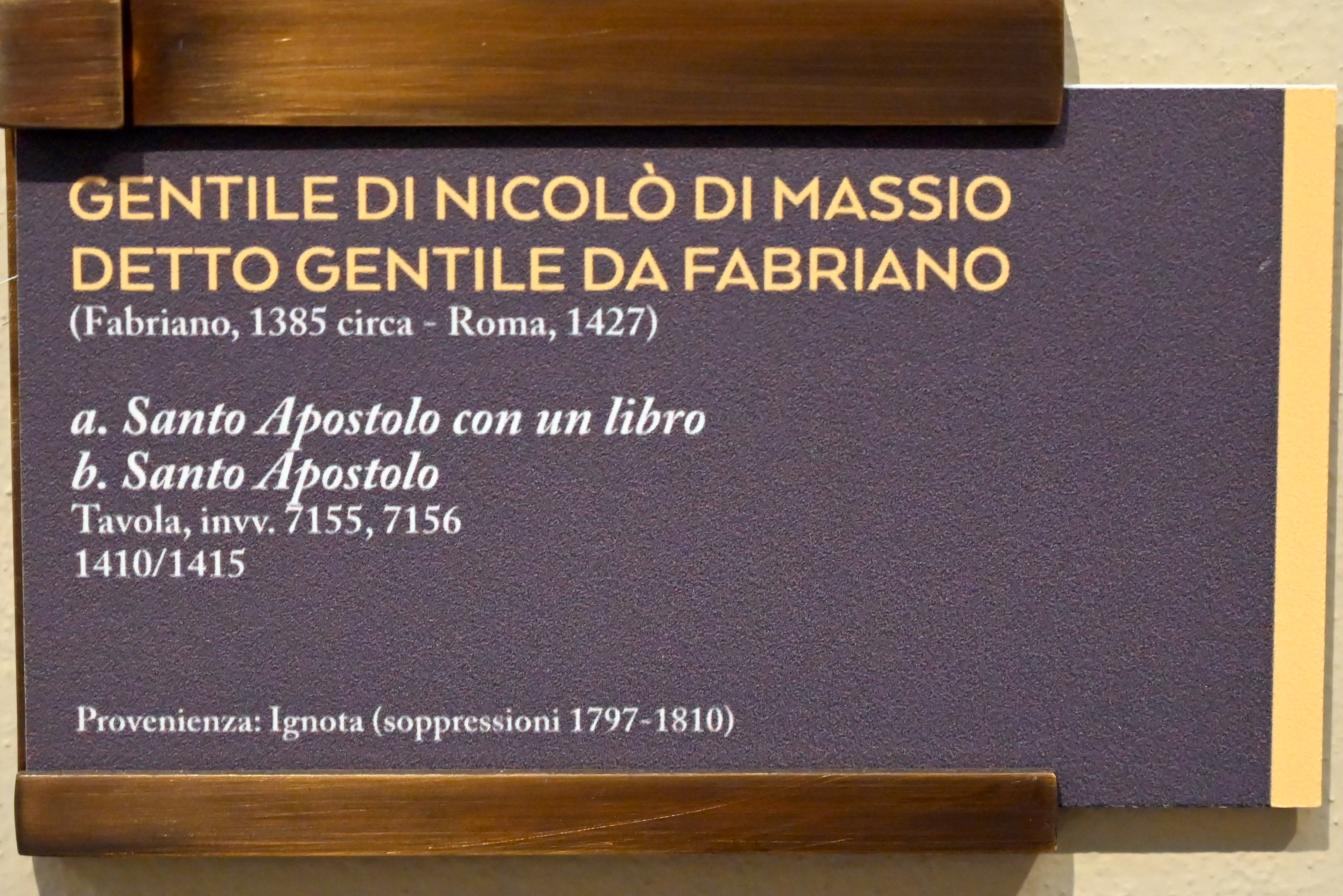 GENTILE DI NICOLÒ DI MASSIO
DETTO GENTILE DA FABRIANO
(Fabriano, 1385 circa - Roma, 1427)
a. Santo Apostolo con un libro
b. Santo Apostolo
Tavola, invv. 7155, 7156
1410/1415
Provenienza: Ignota (soppressioni 1797-1810)